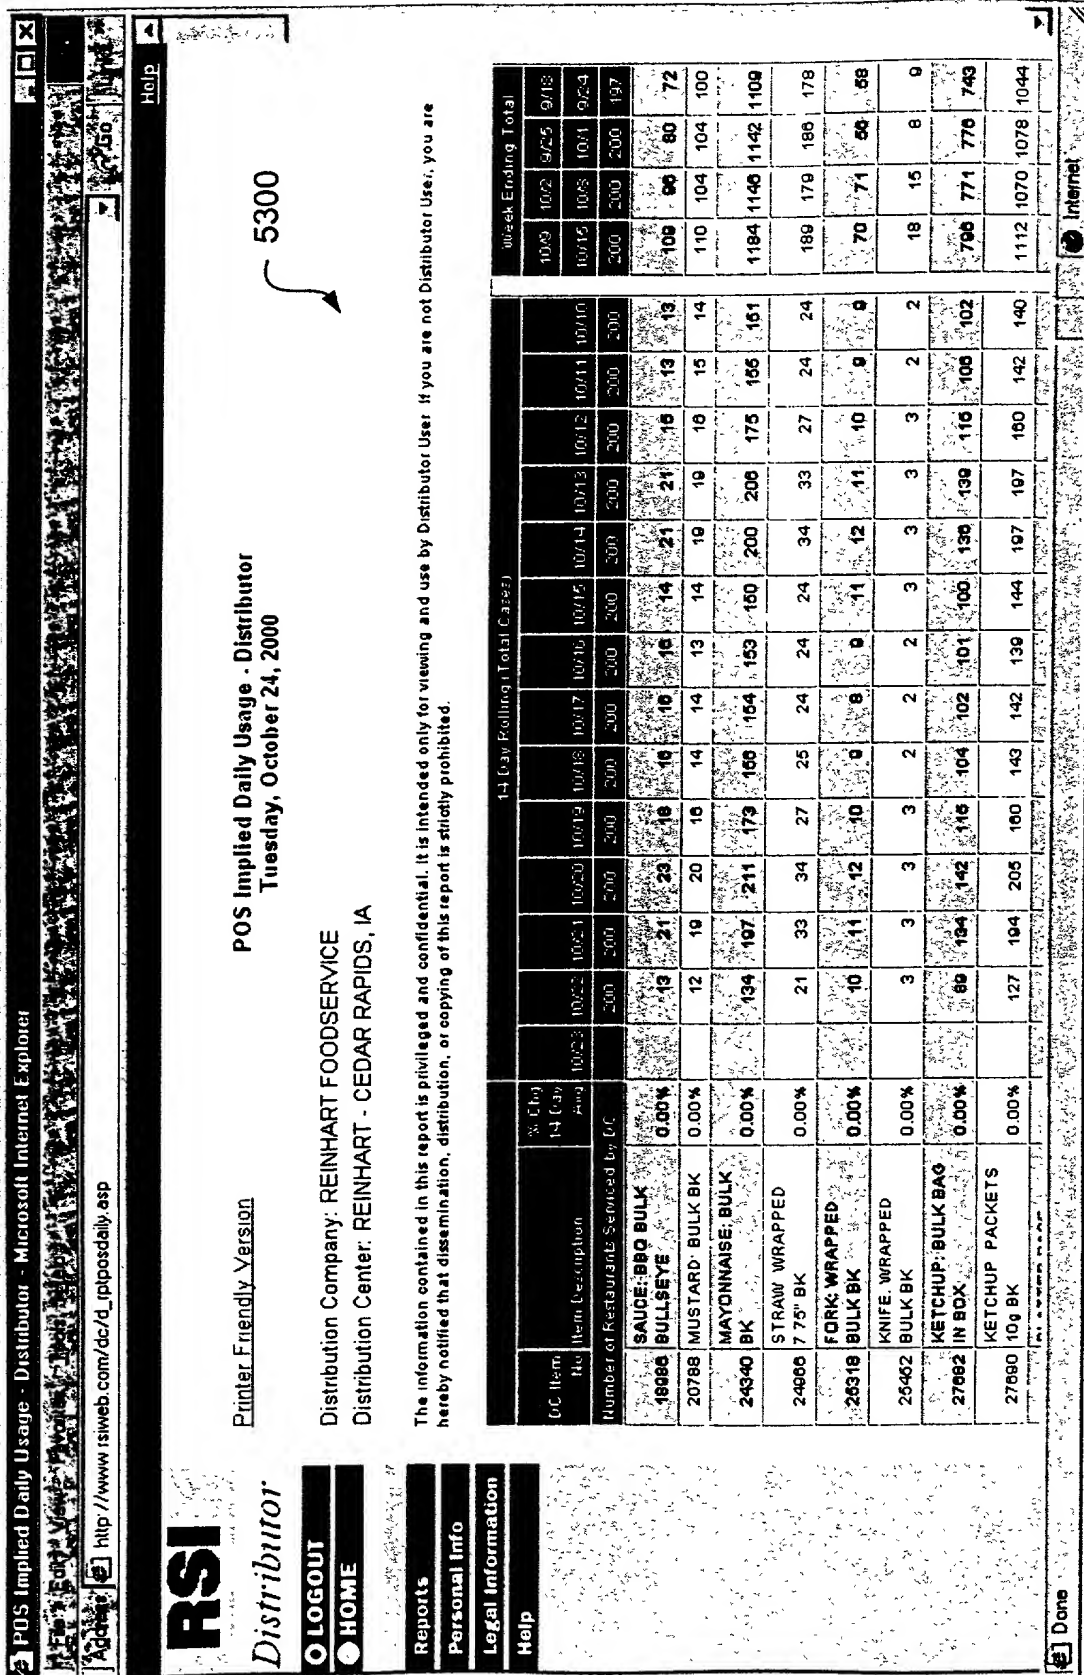 POS Implied Daily Usage - Distributor - Microsoft Internet Explorer
Address http://www.rsiweb.com/dc/d_rptposdaily.asp Go
Help
RSI
Distributor
LOGOUT
HOME
Reports
Personal Info
Legal Information
Help
Printer Friendly Version
POS Implied Daily Usage - Distributor
Tuesday, October 24, 2000
5300
Distribution Company: REINHART FOODSERVICE
Distribution Center: REINHART - CEDAR RAPIDS, IA
The information contained in this report is privileged and confidential. It is intended only for viewing and use by Distributor User If you are not Distributor User, you are
hereby notified that dissemination, distribution, or copying of this report is strictly prohibited.
14 Day Rolling Total Cases Week Ending Total
% Chg 10/9 10/2 9/25 9/18
DC Item 14 Day
No Item Description Avg 10/23 10/22 10/21 10/20 10/19 10/18 10/17 10/16 10/15 10/14 10/13 10/12 10/11 10/10 10/15 10/8 10/1 9/24
Number of Restaurants Serviced by DC 200 200 200 200 200 200 200 200 200 200 200 200 200 200 200 200 197
SAUCE: BBQ BULK
18986 BULLSEYE 0.00% 13 21 23 18 16 16 16 14 21 21 16 13 13 109 96 80 72
20788 MUSTARD BULK BK 0.00% 12 19 20 16 14 14 13 14 19 19 16 15 14 110 104 104 100
MAYONNAISE: BULK
24340 BK 0.00% 134 197 211 173 156 154 153 150 200 206 175 155 151 1184 1146 1142 1109
STRAW WRAPPED
24966 7 75" BK 0.00% 21 33 34 27 25 24 24 24 34 33 27 24 24 189 179 186 178
FORK: WRAPPED
25318 BULK BK 0.00% 10 11 12 10 9 8 9 11 12 11 10 9 9 70 71 56 58
KNIFE. WRAPPED
25462 BULK BK 0.00% 3 3 3 3 2 2 2 3 3 3 3 2 2 18 15 8 9
KETCHUP: BULK BAG
27682 IN BOX 0.00% 89 134 142 116 104 102 101 100 136 139 116 106 102 796 771 776 743
KETCHUP PACKETS
27690 10g BK 0.00% 127 194 205 160 143 142 139 144 197 197 160 142 140 1112 1070 1078 1044
Done Internet